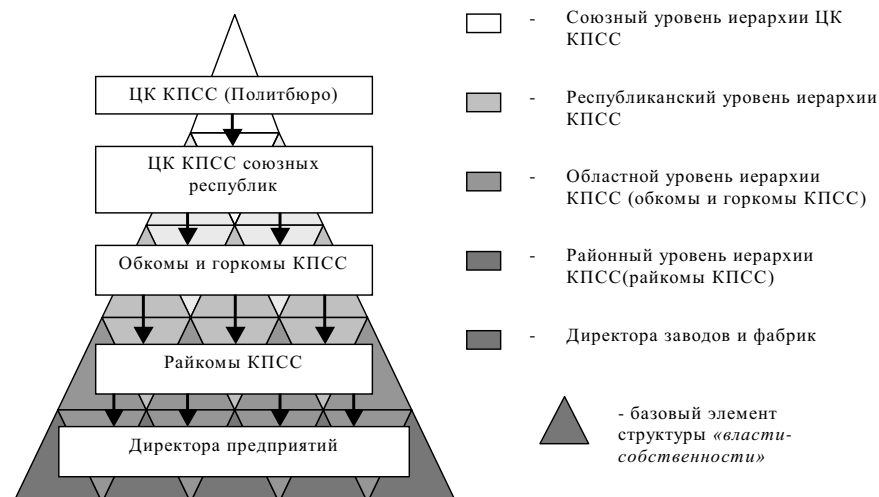 ЦК КПСС (Политбюро)
ЦК КПСС союзных
республик
Обкомы и горкомы КПСС
Райкомы КПСС
Директора предприятий
- Союзный уровень иерархии ЦК
КПСС
- Республиканский уровень иерархии
КПСС
- Областной уровень иерархии
КПСС (обкомы и горкомы КПСС)
- Районный уровень иерархии
КПСС(райкомы КПСС)
- Директора заводов и фабрик
- базовый элемент
структуры «власти-
собственности»